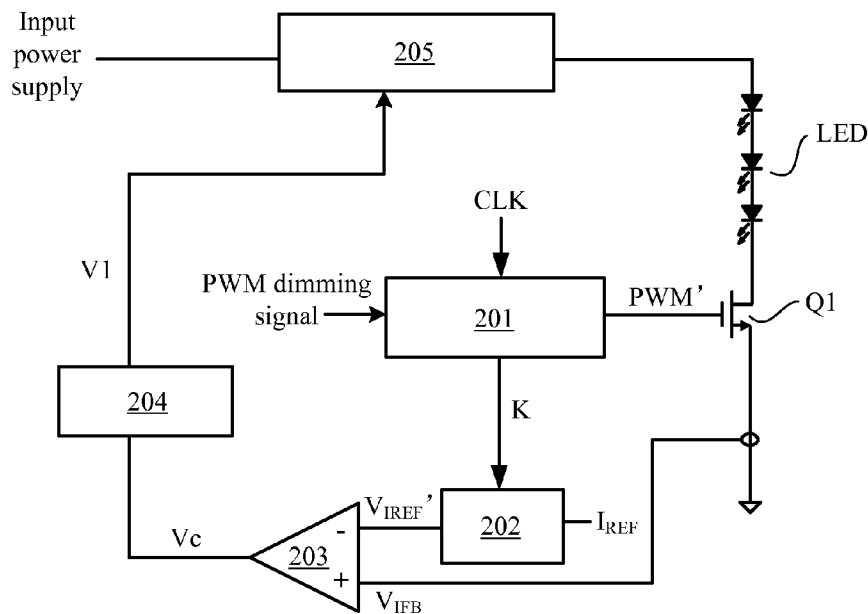 Input
power
supply
205
LED
CLK
V1
PWM dimming
signal
201
PWM'
Q1
204
K
V_IREF'
202
I_REF
Vc
203
-
+
V_IFB